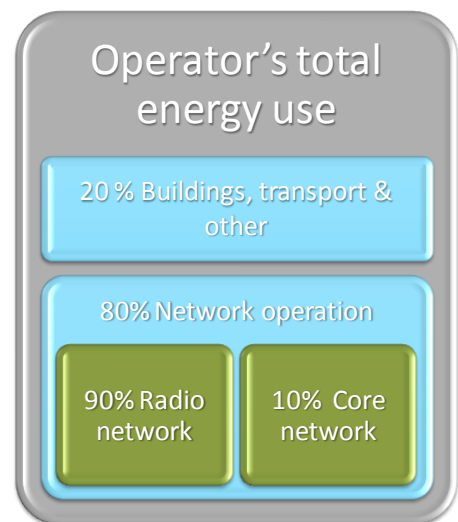 Operator's total
energy use
20 % Buildings, transport &
other
80% Network operation
90% Radio
network
10% Core
network